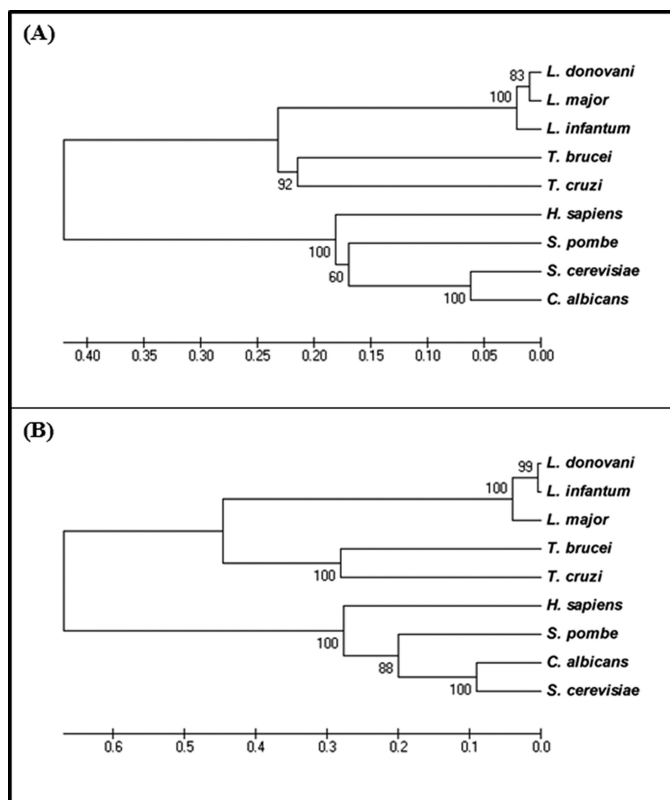 (A)
83
L. donovani
100
L. major
L. infantum
T. brucei
92
T. cruzi
H. sapiens
100
S. pombe
60
S. cerevisiae
100
C. albicans
0.40 0.35 0.30 0.25 0.20 0.15 0.10 0.05 0.00
(B)
99
L. donovani
100
L. infantum
L. major
T. brucei
100
T. cruzi
H. sapiens
100
S. pombe
88
C. albicans
100
S. cerevisiae
0.6 0.5 0.4 0.3 0.2 0.1 0.0